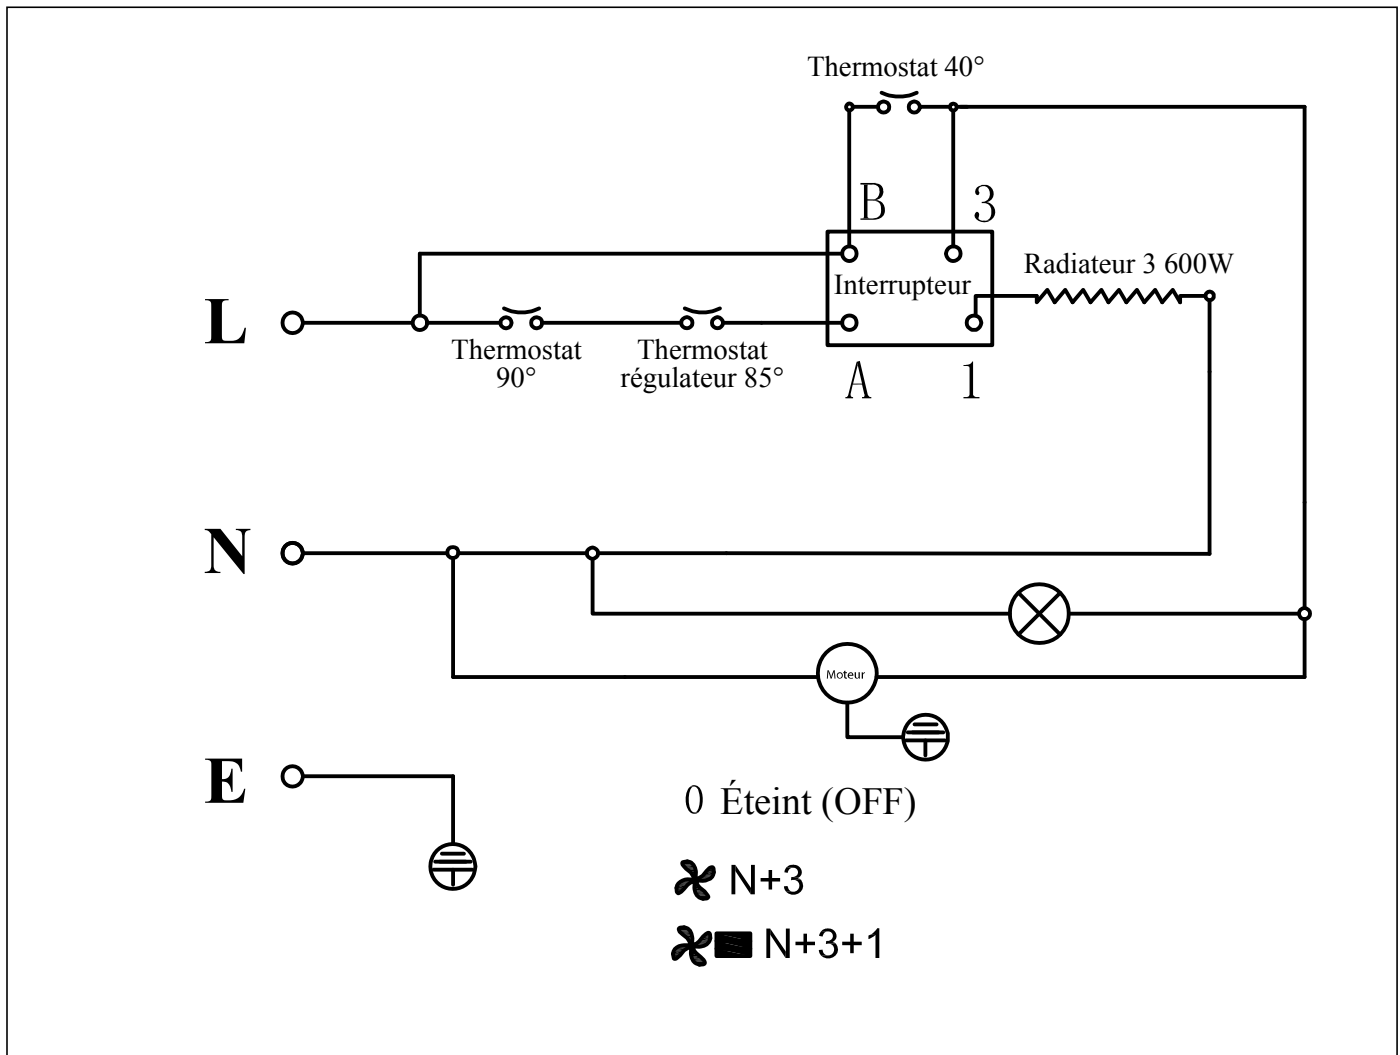 Thermostat 40°
B
3
Radiateur 3 600W
Interrupteur
L
Thermostat
90°
Thermostat
régulateur 85°
A
1
N
Moteur
E
0 Éteint (OFF)
N+3
N+3+1